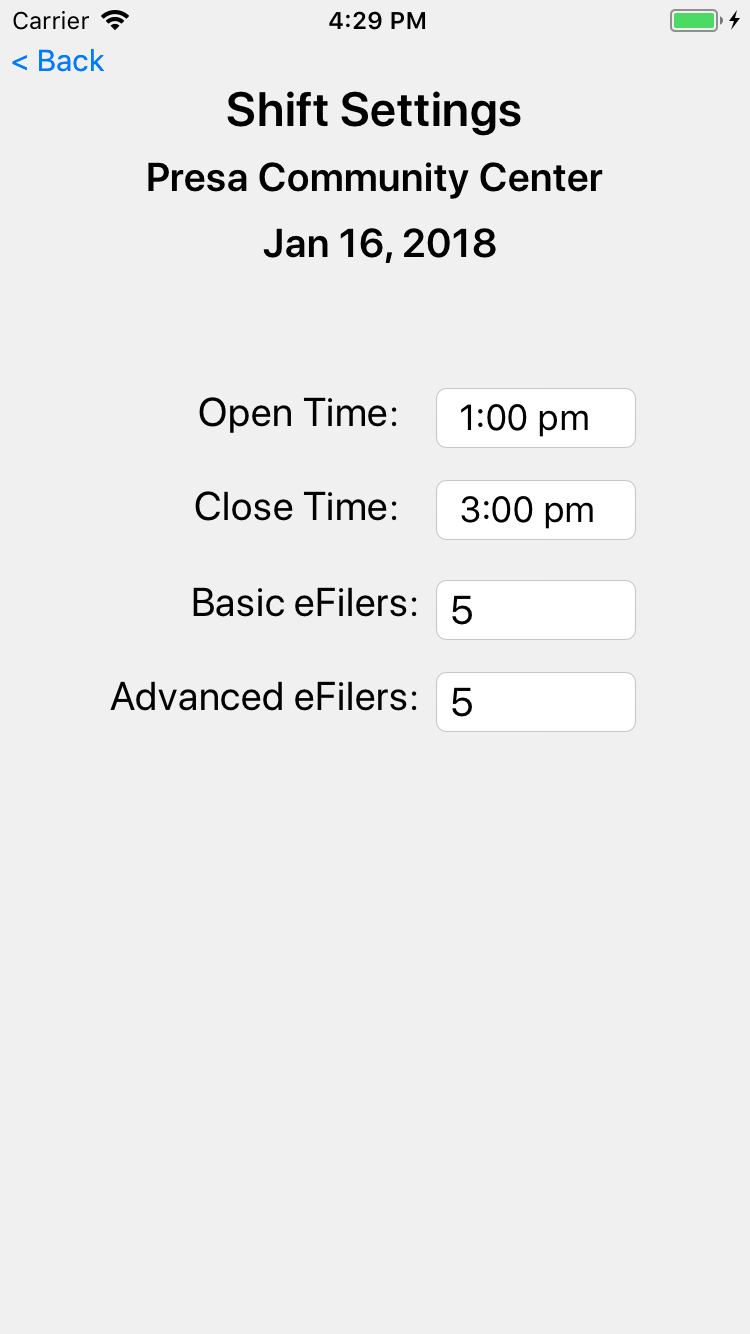 Carrier 4:29 PM
< Back
Shift Settings
Presa Community Center
Jan 16, 2018
Open Time: 1:00 pm
Close Time: 3:00 pm
Basic eFilers: 5
Advanced eFilers: 5